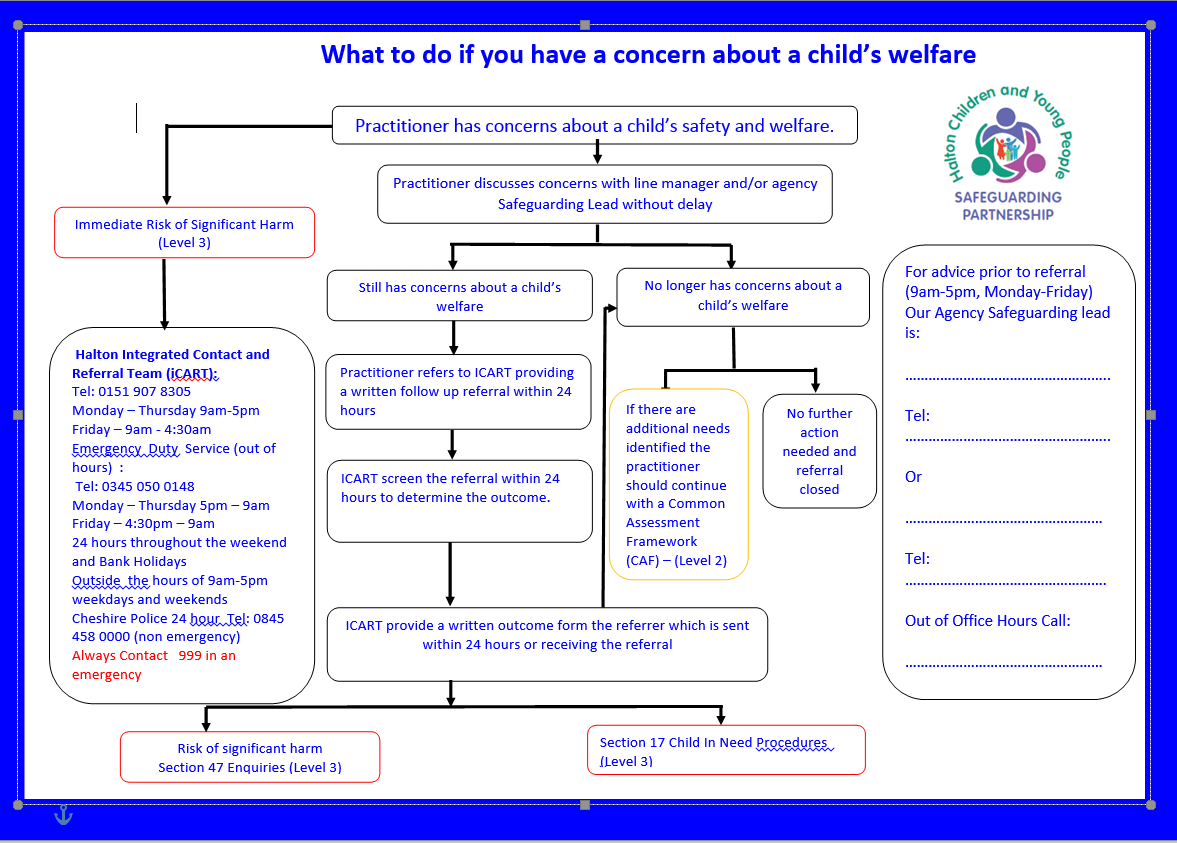 What to do if you have a concern about a child's welfare
Halton Children and Young People
SAFEGUARDING
PARTNERSHIP
Practitioner has concerns about a child's safety and welfare.
Practitioner discusses concerns with line manager and/or agency
Safeguarding Lead without delay
Immediate Risk of Significant Harm
(Level 3)
Still has concerns about a child's
welfare
No longer has concerns about a
child's welfare
Halton Integrated Contact and
Referral Team (iCART):
Tel: 0151 907 8305
Monday – Thursday 9am-5pm
Friday – 9am - 4:30am
Emergency Duty Service (out of
hours) :
Tel: 0345 050 0148
Monday – Thursday 5pm – 9am
Friday – 4:30pm – 9am
24 hours throughout the weekend
and Bank Holidays
Outside the hours of 9am-5pm
weekdays and weekends
Cheshire Police 24 hour Tel: 0845
458 0000 (non emergency)
Always Contact 999 in an
emergency
Practitioner refers to ICART providing
a written follow up referral within 24
hours
ICART screen the referral within 24
hours to determine the outcome.
If there are
additional needs
identified the
practitioner
should continue
with a Common
Assessment
Framework
(CAF) – (Level 2)
No further
action
needed and
referral
closed
ICART provide a written outcome form the referrer which is sent
within 24 hours or receiving the referral
Risk of significant harm
Section 47 Enquiries (Level 3)
Section 17 Child In Need Procedures
(Level 3)
For advice prior to referral
(9am-5pm, Monday-Friday)
Our Agency Safeguarding lead
is:
...........................................
Tel:
...........................................
Or
.........................................
Tel:
..........................................
Out of Office Hours Call:
.........................................